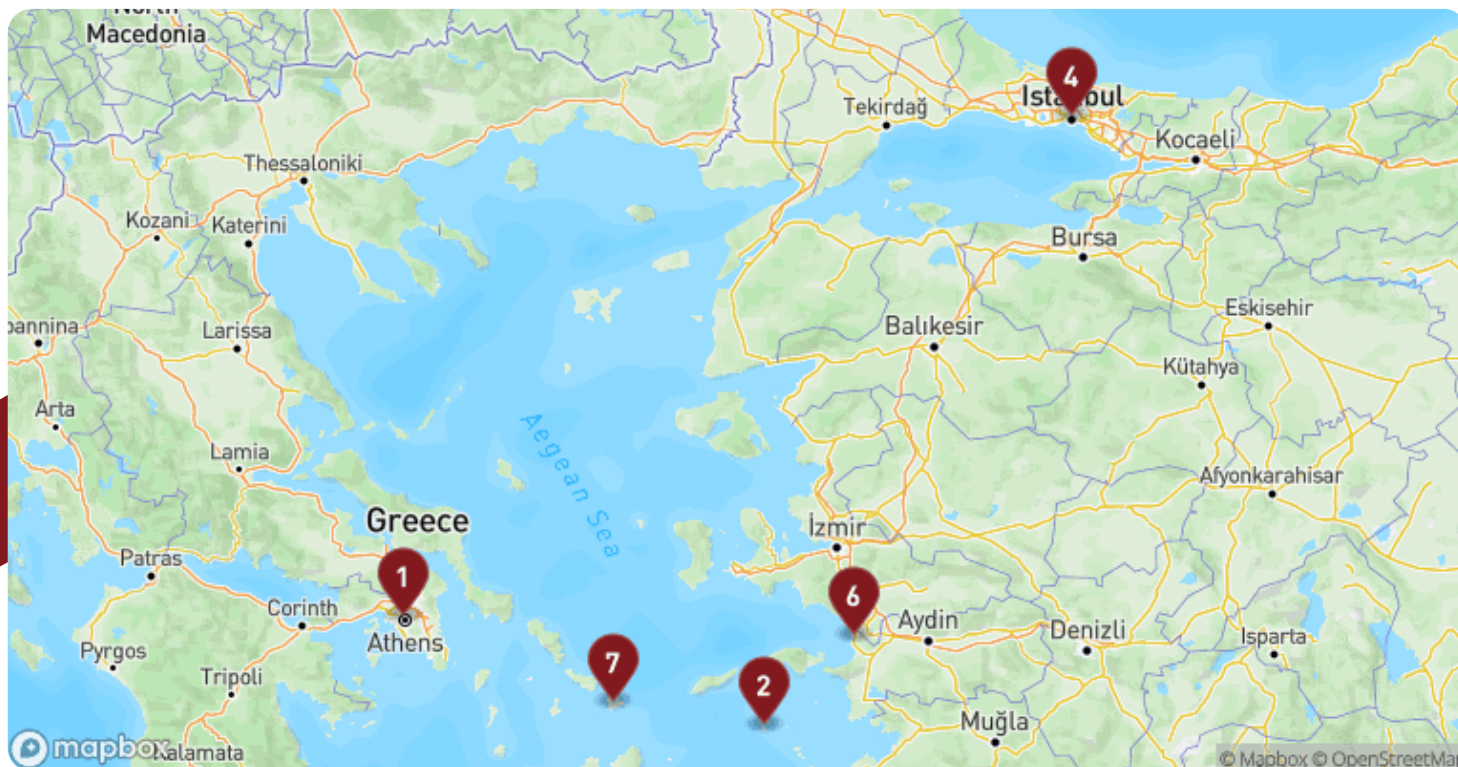 North
Macedonia
4
Istanbul
Tekirdağ
Kocaeli
Thessaloniki
Kozani
Katerini
Bursa
Eskisehir
Larissa
Balıkesir
Kütahya
Arta
Aegean Sea
Lamia
Afyonkarahisar
Greece
İzmir
Patras
1
6
Corinth
Aydin
Denizli
Athens
Isparta
Pyrgos
7
2
Tripoli
Muğla
mapbox
Kalamata
© Mapbox © OpenStreetMap